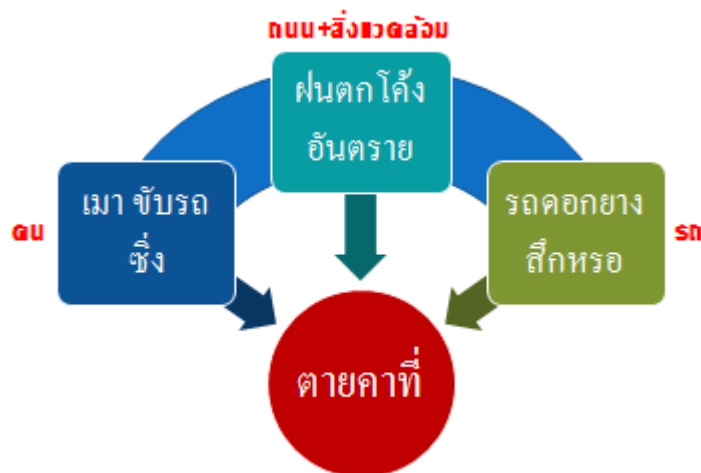 ถนน+สิ่งแวดล้อม
ฝนตกโค้ง
อันตราย
คน
เมา ขับรถ
ซิ่ง
รถดอกยาง
สึกหรอ
รถ
ตายคาที่